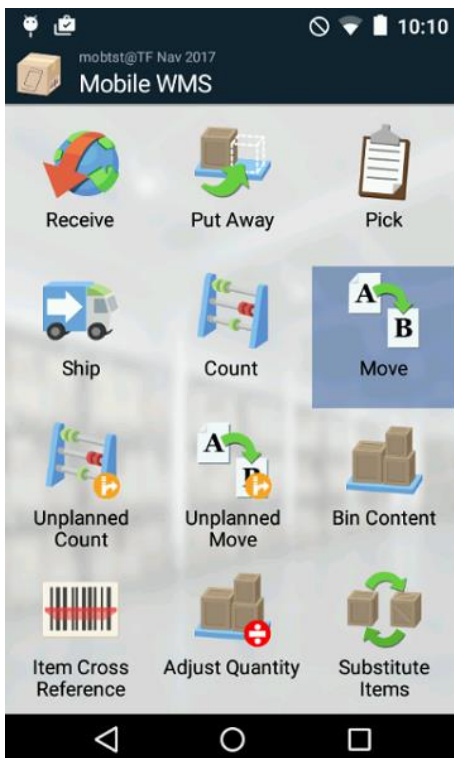 10:10
mobtst@TF Nav 2017
Mobile WMS
Receive
Put Away
Pick
A
B
Ship
Count
Move
A
Unplanned
Count
Unplanned
Move
Bin Content
Item Cross
Reference
Adjust Quantity
Substitute
Items